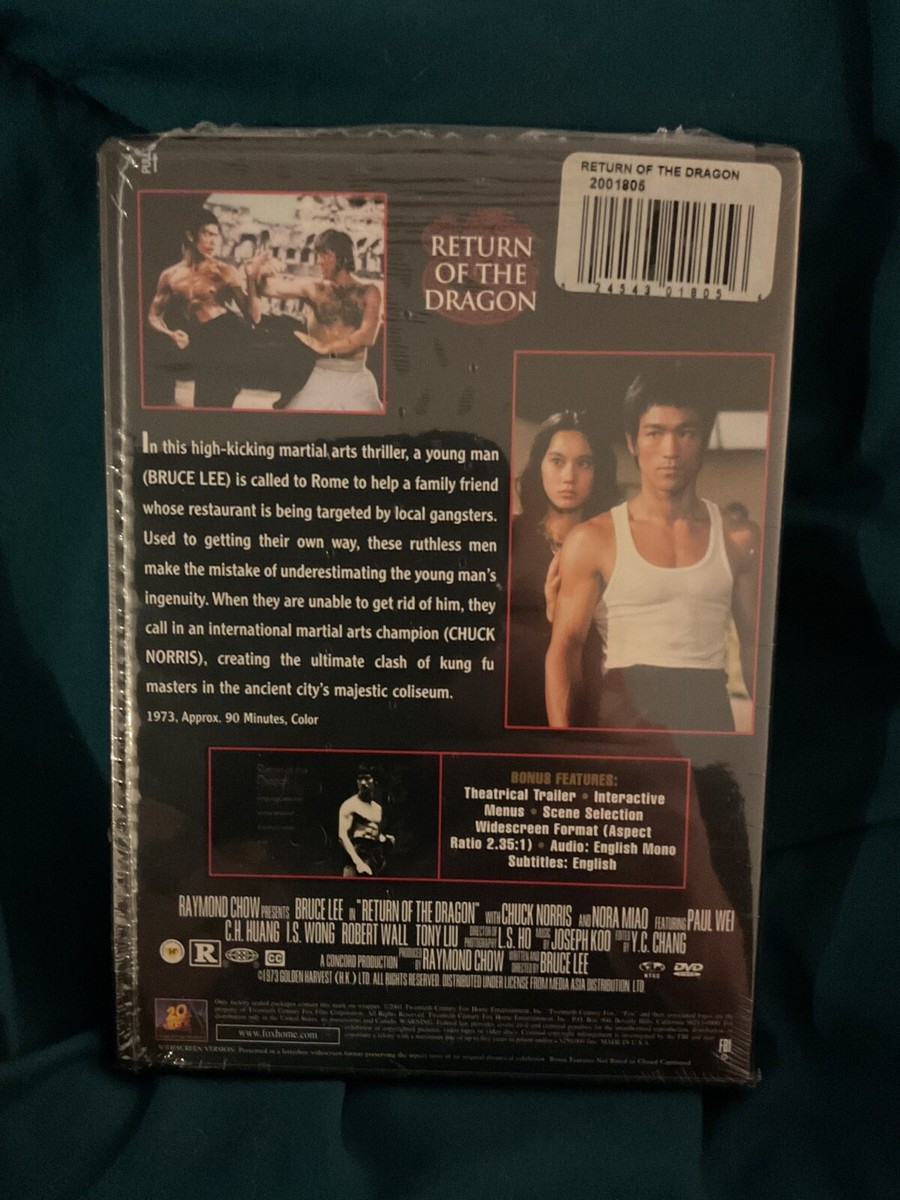 PULL
RETURN OF THE DRAGON
2001805
24543 01805 4
RETURN
OF THE
DRAGON
In this high-kicking martial arts thriller, a young man
(BRUCE LEE) is called to Rome to help a family friend
whose restaurant is being targeted by local gangsters.
Used to getting their own way, these ruthless men
make the mistake of underestimating the young man's
ingenuity. When they are unable to get rid of him, they
call in an international martial arts champion (CHUCK
NORRIS), creating the ultimate clash of kung fu
masters in the ancient city's majestic coliseum.
1973, Approx. 90 Minutes, Color
BONUS FEATURES:
Theatrical Trailer • Interactive
Menus • Scene Selection
Widescreen Format (Aspect
Ratio 2.35:1) • Audio: English Mono
Subtitles: English
RAYMOND CHOW PRESENTS BRUCE LEE IN "RETURN OF THE DRAGON" WITH CHUCK NORRIS AND NORA MIAO FEATURING PAUL WEI
C.H. HUANG I.S. WONG ROBERT WALL TONY LIU DIRECTOR OF PHOTOGRAPHY L.S. HO MUSIC BY JOSEPH KOO EDITED BY Y.C. CHANG
R CC A CONCORD PRODUCTION PRODUCED BY RAYMOND CHOW WRITTEN AND DIRECTED BY BRUCE LEE NTSC DVD
©1973 GOLDEN HARVEST (H.K.) LTD. ALL RIGHTS RESERVED. DISTRIBUTED UNDER LICENSE FROM MEDIA ASIA DISTRIBUTION LTD.
20
www.foxhome.com
FBI